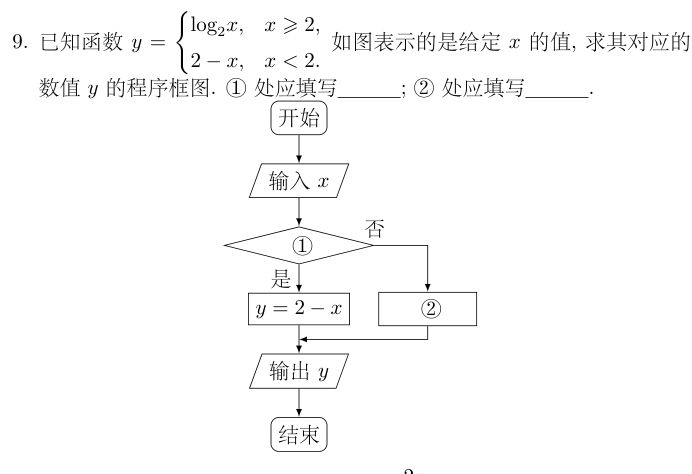 9. 已知函数 y = { log₂x, x ⩾ 2, 如图表示的是给定 x 的值, 求其对应的
2 − x, x < 2.
数值 y 的程序框图. ① 处应填写______; ② 处应填写______.
开始
输入 x
否
①
是
y = 2 − x
②
输出 y
结束